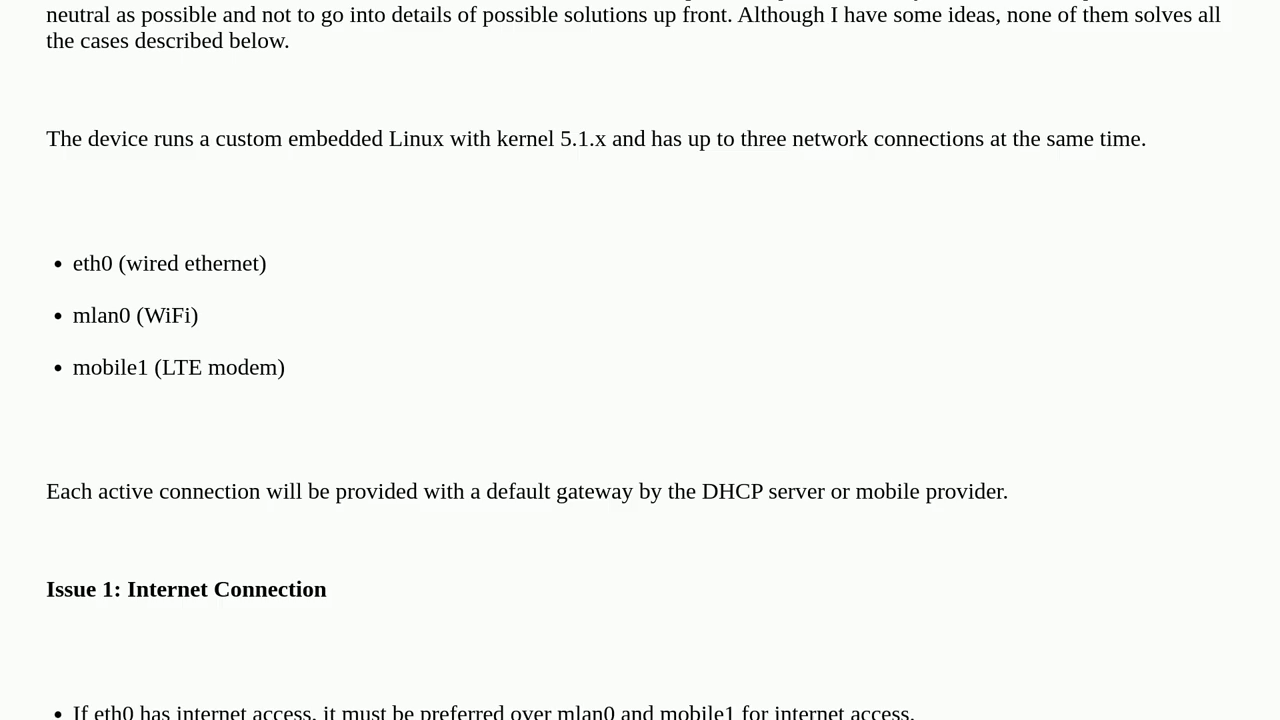 neutral as possible and not to go into details of possible solutions up front. Although I have some ideas, none of them solves all
the cases described below.
The device runs a custom embedded Linux with kernel 5.1.x and has up to three network connections at the same time.
• eth0 (wired ethernet)
• mlan0 (WiFi)
• mobile1 (LTE modem)
Each active connection will be provided with a default gateway by the DHCP server or mobile provider.
Issue 1: Internet Connection
• If eth0 has internet access, it must be preferred over mlan0 and mobile1 for internet access.